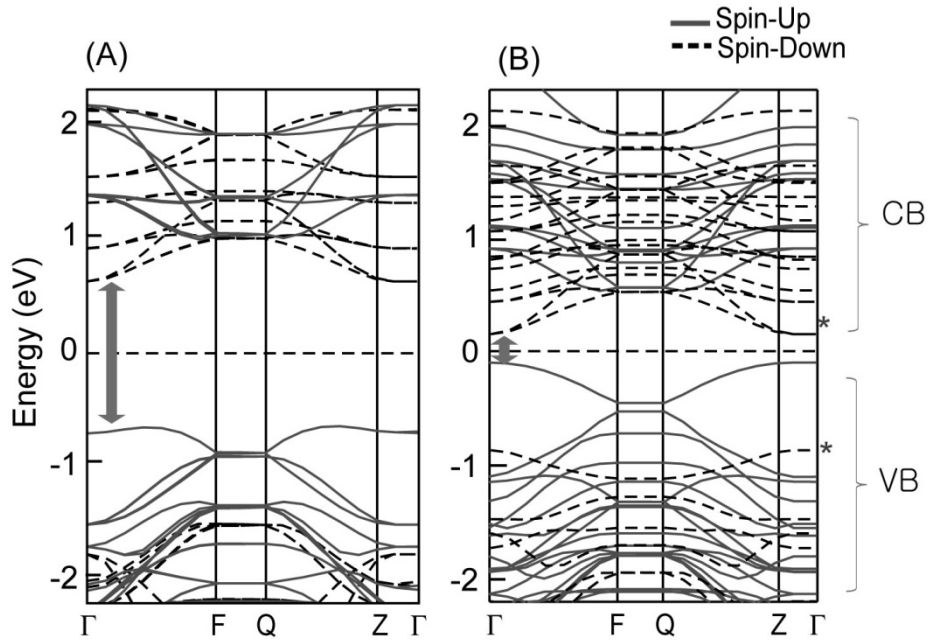 Spin-Up
Spin-Down
(A)
(B)
Energy (eV)
2
1
0
-1
-2
Γ F Q Z Γ
2
1
0
-1
-2
Γ F Q Z Γ
*
*
CB
VB